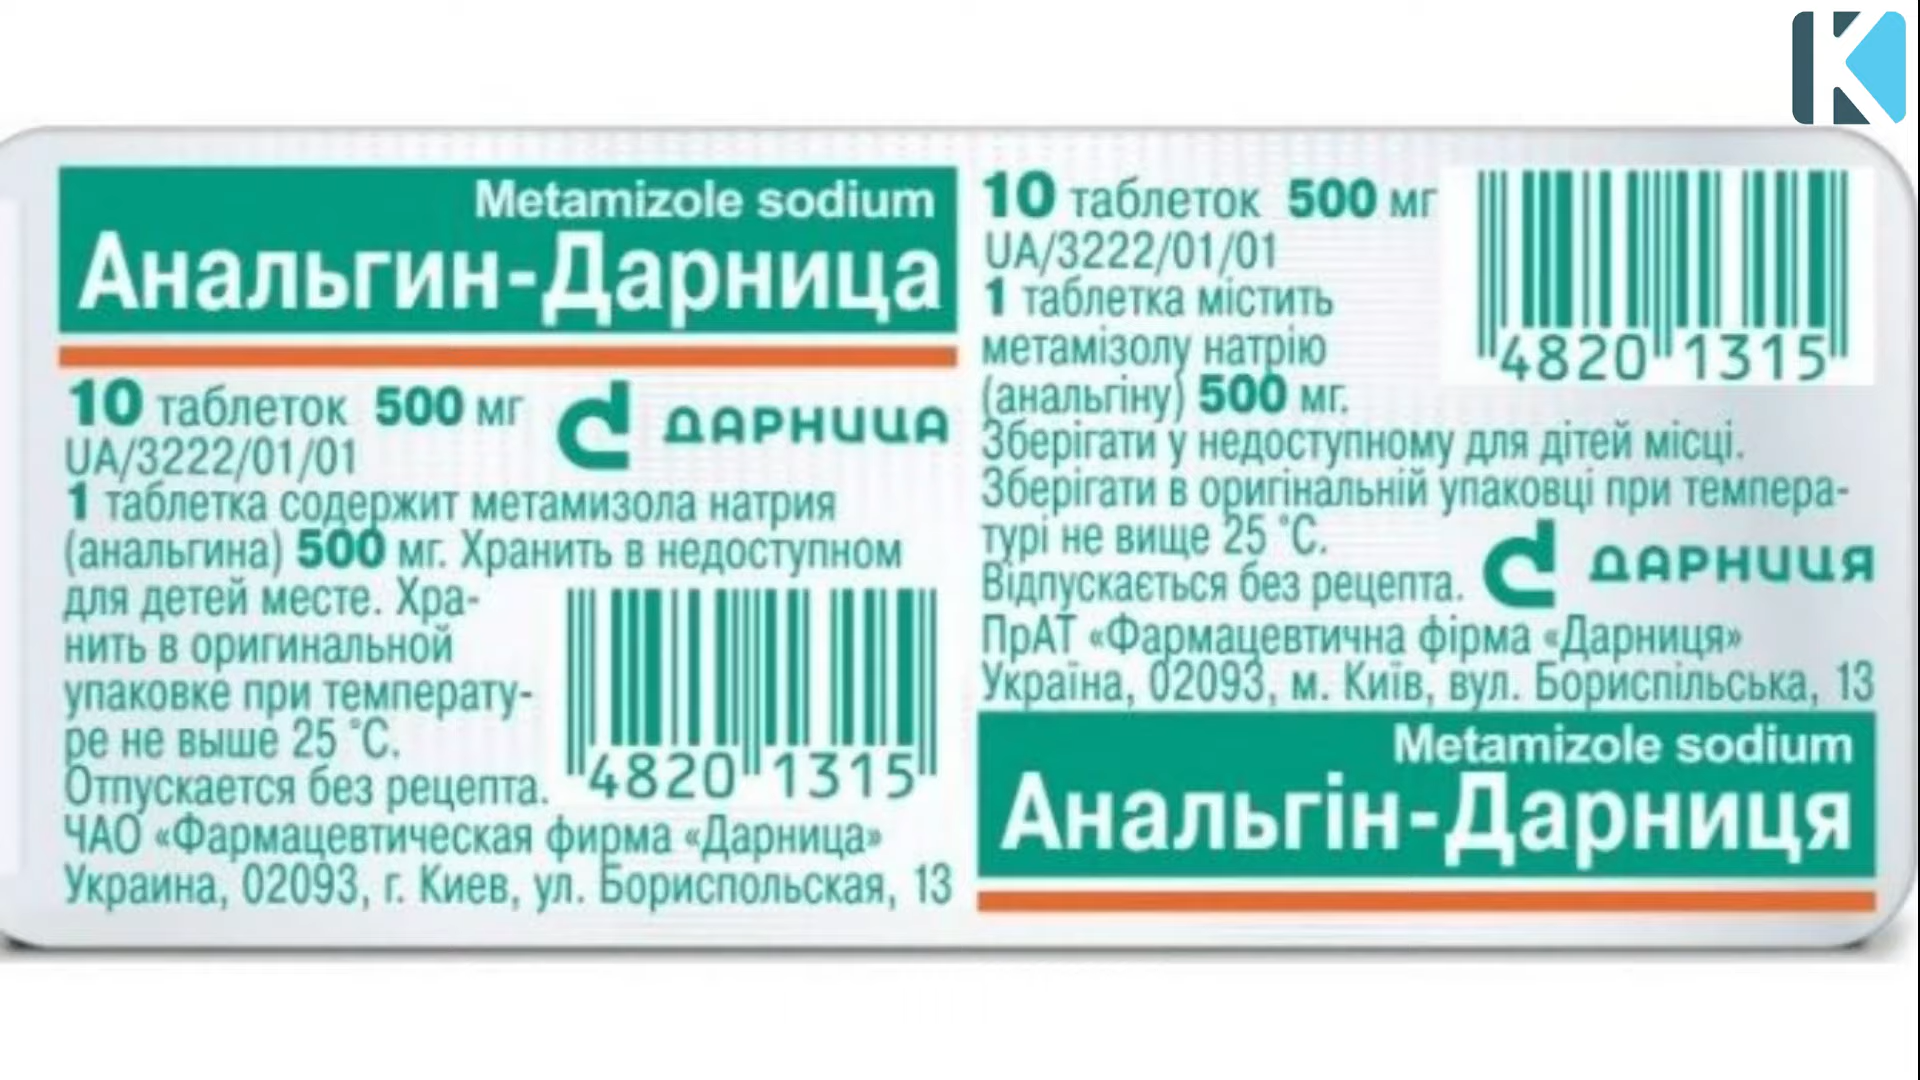 Metamizole sodium
Анальгин-Дарница
10 таблеток 500 мг
UA/3222/01/01
ДАРНИЦА
1 таблетка содержит метамизола натрия
(анальгина) 500 мг. Хранить в недоступном
для детей месте. Хра-
нить в оригинальной
упаковке при температу-
ре не выше 25 °С.
Отпускается без рецепта.
4820 1315
ЧАО «Фармацевтическая фирма «Дарница»
Украина, 02093, г. Киев, ул. Бориспольская, 13
10 таблеток 500 мг
UA/3222/01/01
1 таблетка містить
метамізолу натрію
(анальгіну) 500 мг.
4820 1315
Зберігати у недоступному для дітей місці.
Зберігати в оригінальній упаковці при темпера-
турі не вище 25 °С.
Відпускається без рецепта.
ДАРНИЦЯ
ПрАТ «Фармацевтична фірма «Дарниця»
Україна, 02093, м. Київ, вул. Бориспільська, 13
Metamizole sodium
Анальгін-Дарниця
K